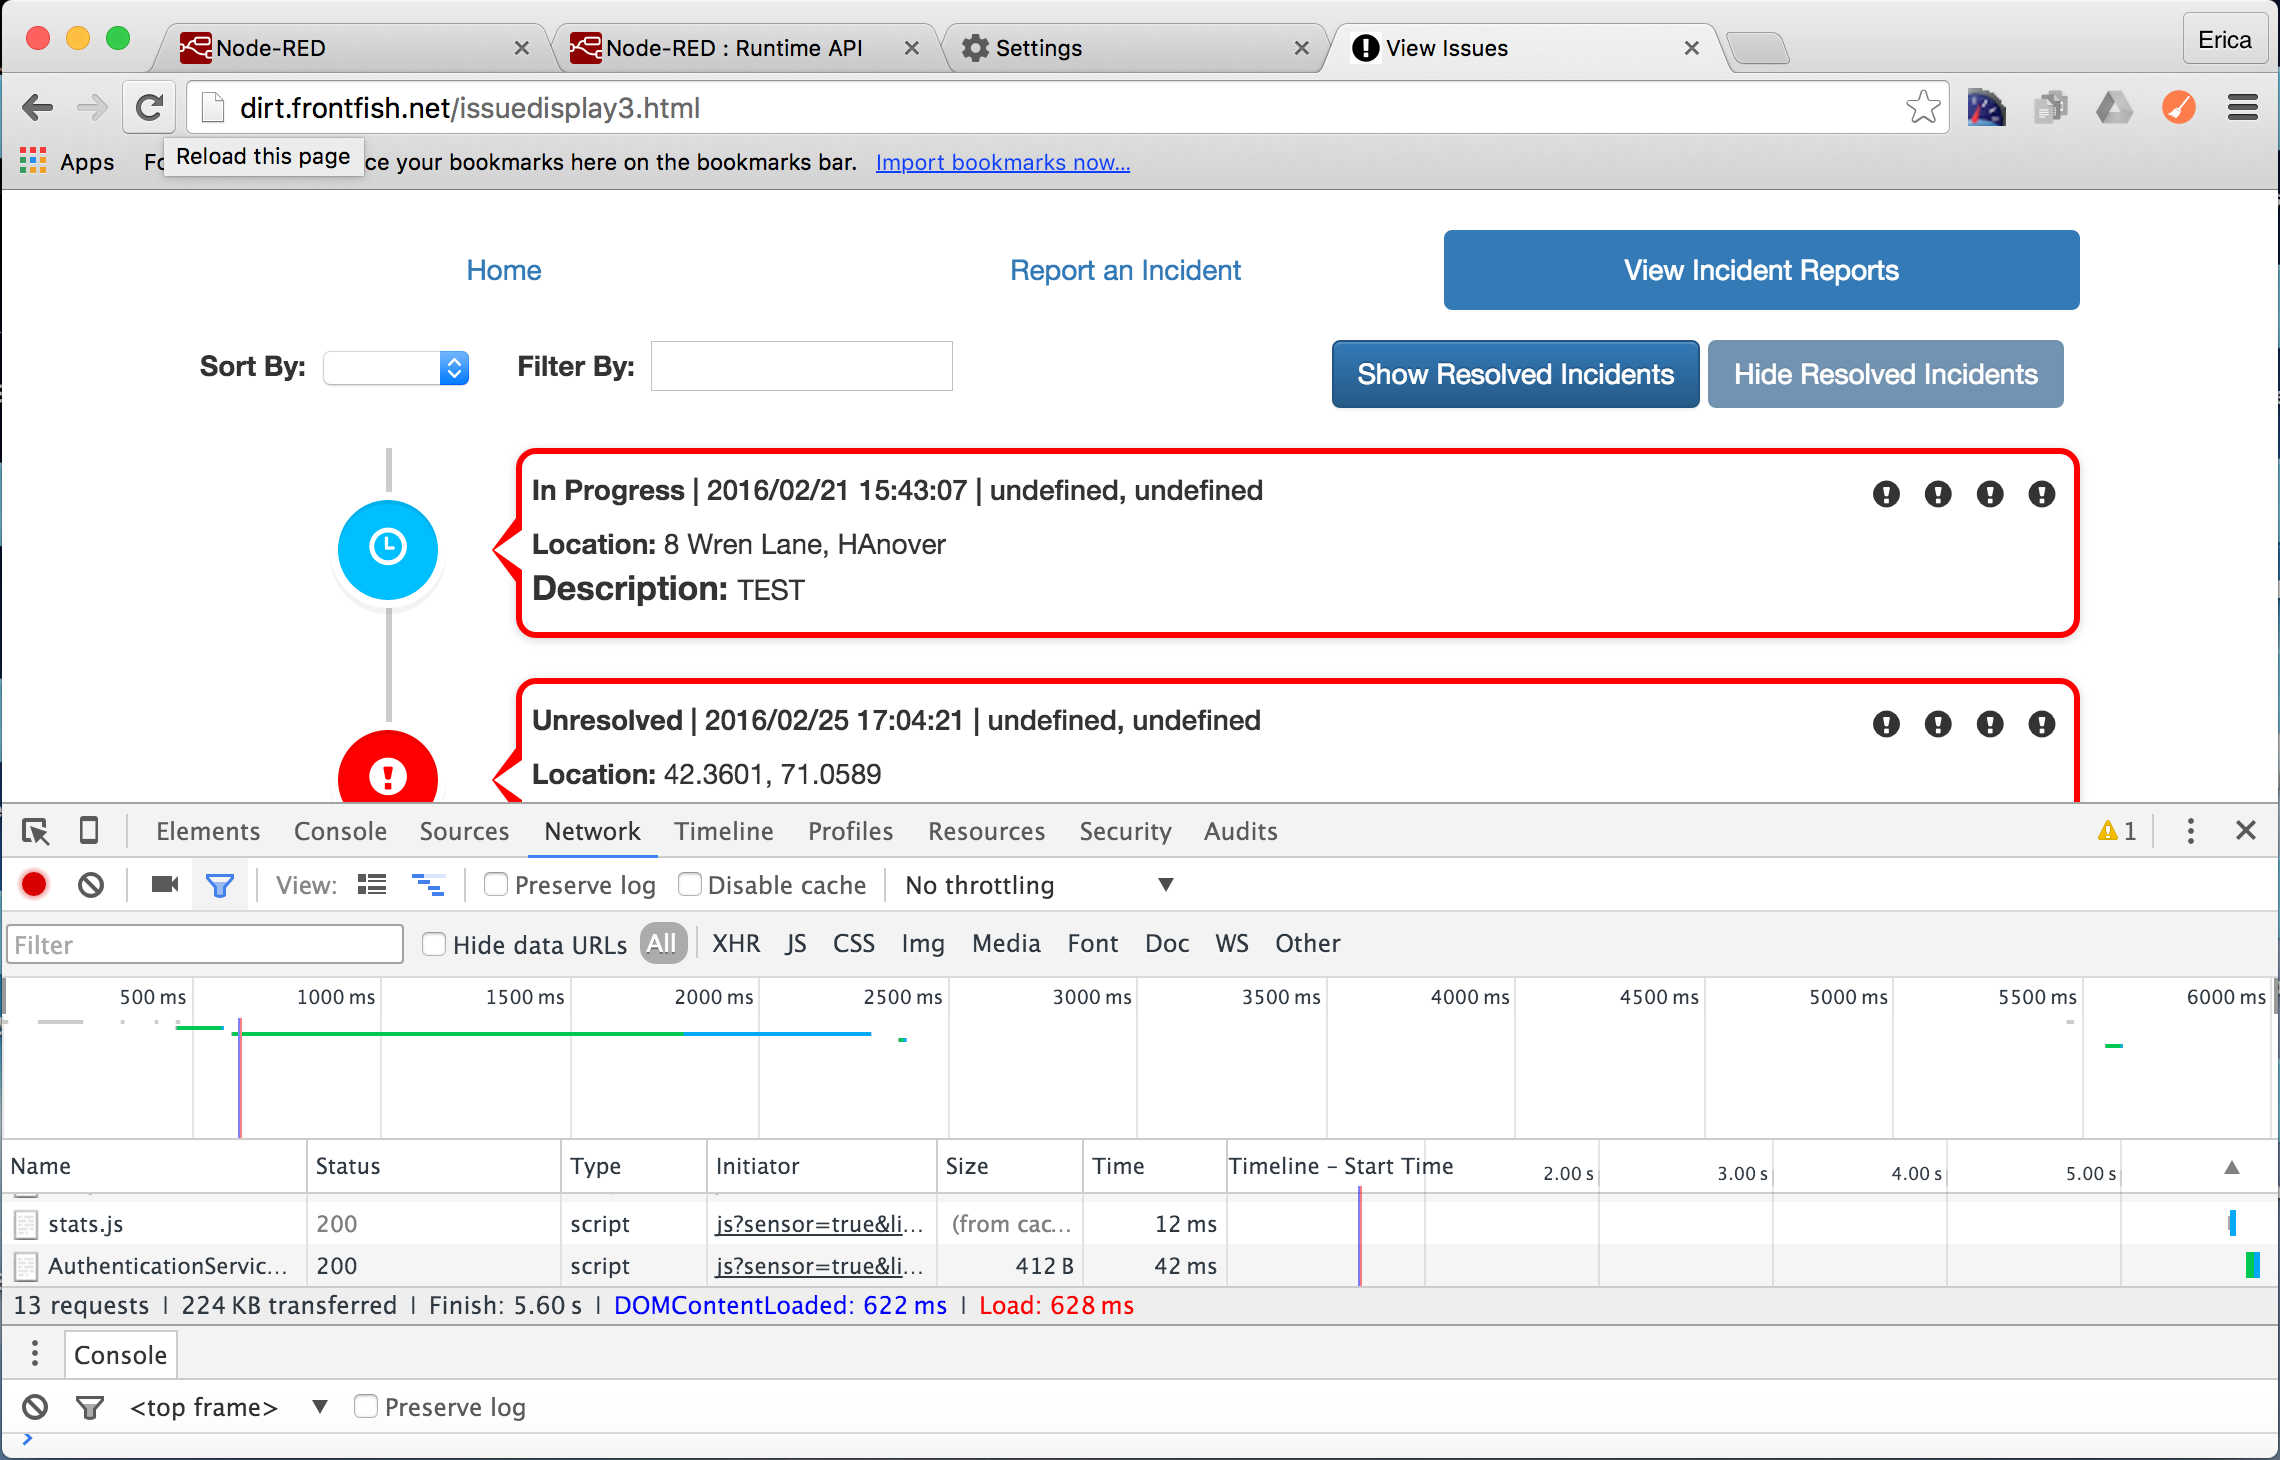 Node-RED
Node-RED : Runtime API
Settings
View Issues
Erica
dirt.frontfish.net/issuedisplay3.html
Apps
Reload this page
ce your bookmarks here on the bookmarks bar. Import bookmarks now...
Home
Report an Incident
View Incident Reports
Sort By:
Filter By:
Show Resolved Incidents
Hide Resolved Incidents
In Progress | 2016/02/21 15:43:07 | undefined, undefined
Location: 8 Wren Lane, HAnover
Description: TEST
Unresolved | 2016/02/25 17:04:21 | undefined, undefined
Location: 42.3601, 71.0589
Elements Console Sources Network Timeline Profiles Resources Security Audits 1
View: Preserve log Disable cache No throttling
Filter Hide data URLs All XHR JS CSS Img Media Font Doc WS Other
500 ms 1000 ms 1500 ms 2000 ms 2500 ms 3000 ms 3500 ms 4000 ms 4500 ms 5000 ms 5500 ms 6000 ms
Name Status Type Initiator Size Time Timeline – Start Time 2.00 s 3.00 s 4.00 s 5.00 s
stats.js 200 script js?sensor=true&li... (from cac... 12 ms
AuthenticationServic... 200 script js?sensor=true&li... 412 B 42 ms
13 requests | 224 KB transferred | Finish: 5.60 s | DOMContentLoaded: 622 ms | Load: 628 ms
Console
<top frame> Preserve log